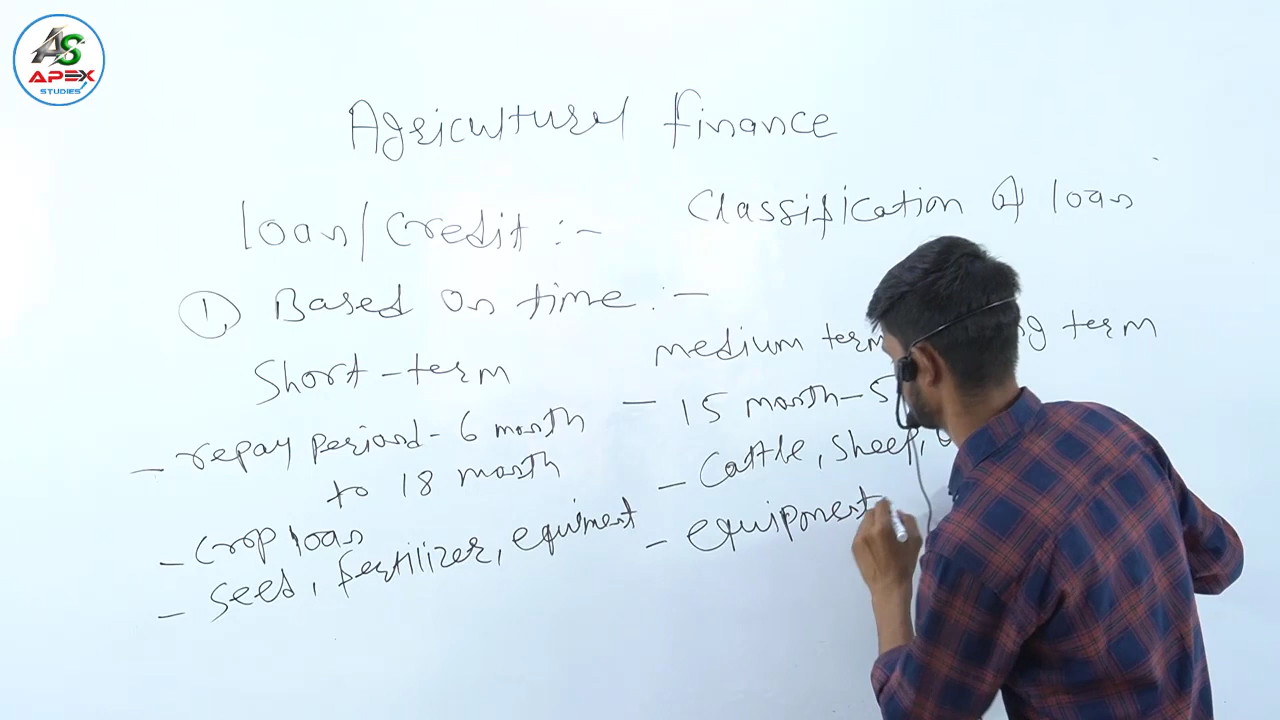 AS
APEX
STUDIES
Agricultural finance
loan/credit :- Classification of loan
① Based on time :-
Short-term medium term term
- repay period - 6 month - 15 month - 5
to 18 month - cattle, sheep,
- crop loan - equipoment
- seed, fertilizer, equiment